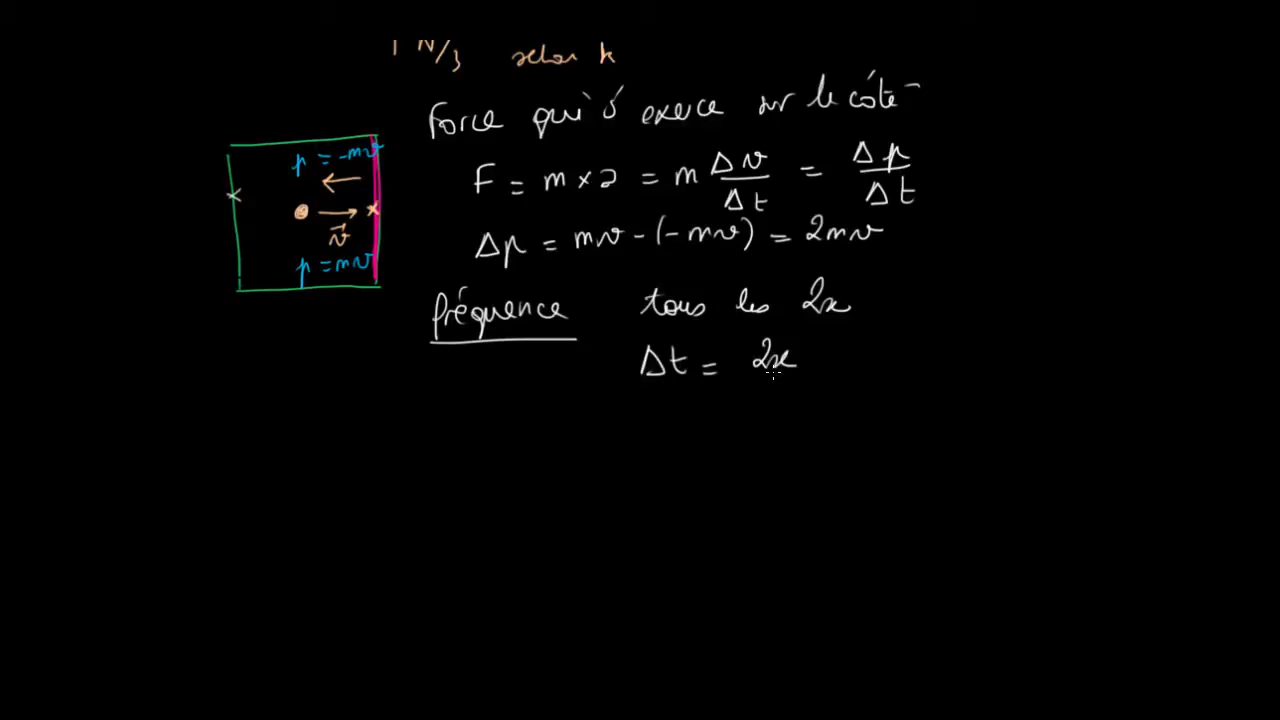 N/3 selon
Force qui s'exerce sur le côté
F = m × a = m Δv/Δt = Δp/Δt
Δp = mv - (-mv) = 2mv
fréquence tous les 2x
Δt = 2x
p = -mv
v⃗
p = mv